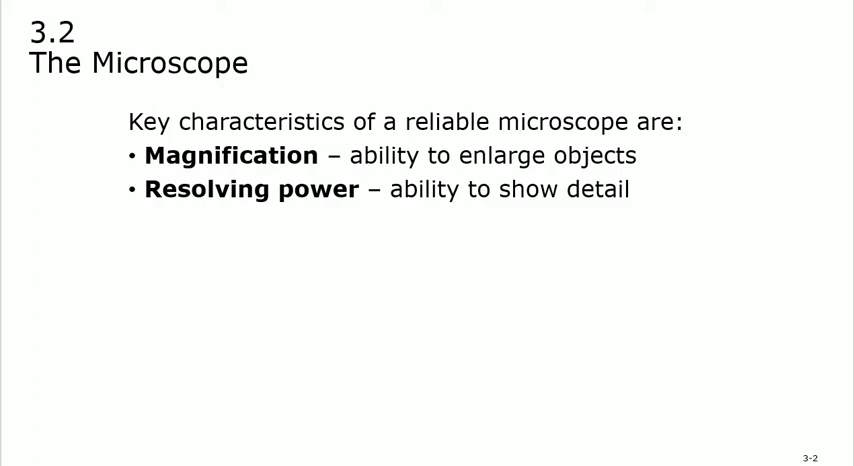 3.2
The Microscope
Key characteristics of a reliable microscope are:
• Magnification – ability to enlarge objects
• Resolving power – ability to show detail
3-2